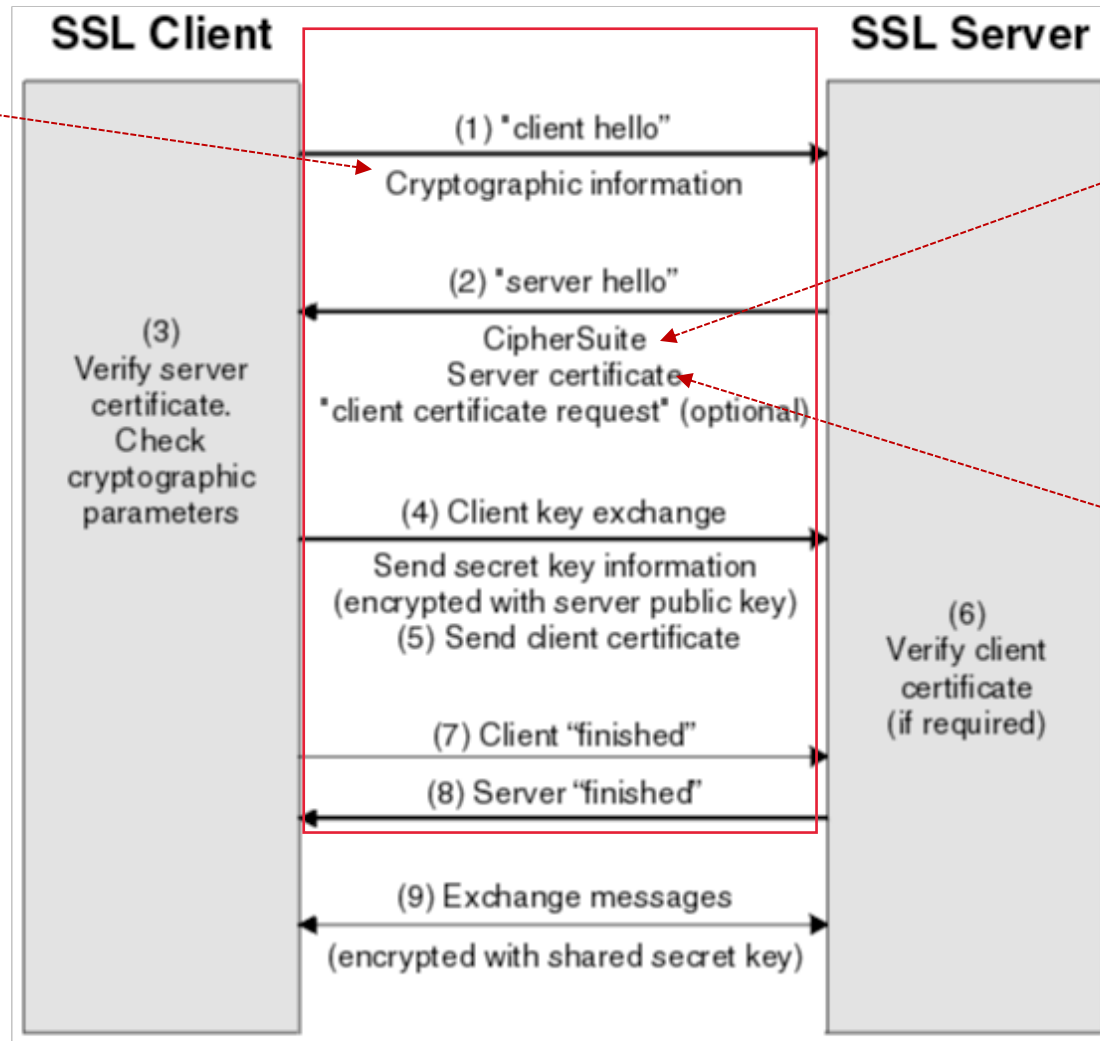 SSL Client
SSL Server
(1) "client hello”
Cryptographic information
(2) "server hello”
CipherSuite
Server certificate
"client certificate request" (optional)
(3)
Verify server
certificate.
Check
cryptographic
parameters
(4) Client key exchange
Send secret key information
(encrypted with server public key)
(5) Send client certificate
(6)
Verify client
certificate
(if required)
(7) Client “finished”
(8) Server “finished”
(9) Exchange messages
(encrypted with shared secret key)